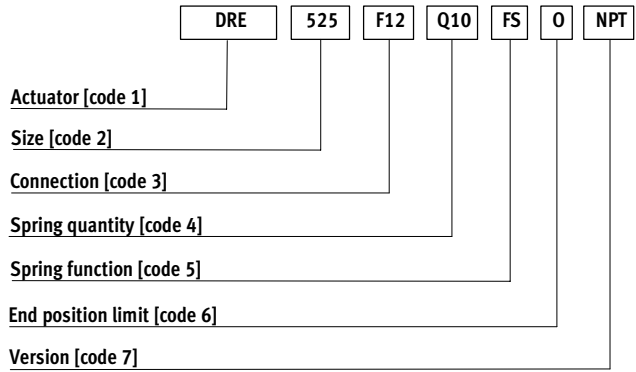 DRE 525 F12 Q10 FS O NPT
Actuator [code 1]
Size [code 2]
Connection [code 3]
Spring quantity [code 4]
Spring function [code 5]
End position limit [code 6]
Version [code 7]